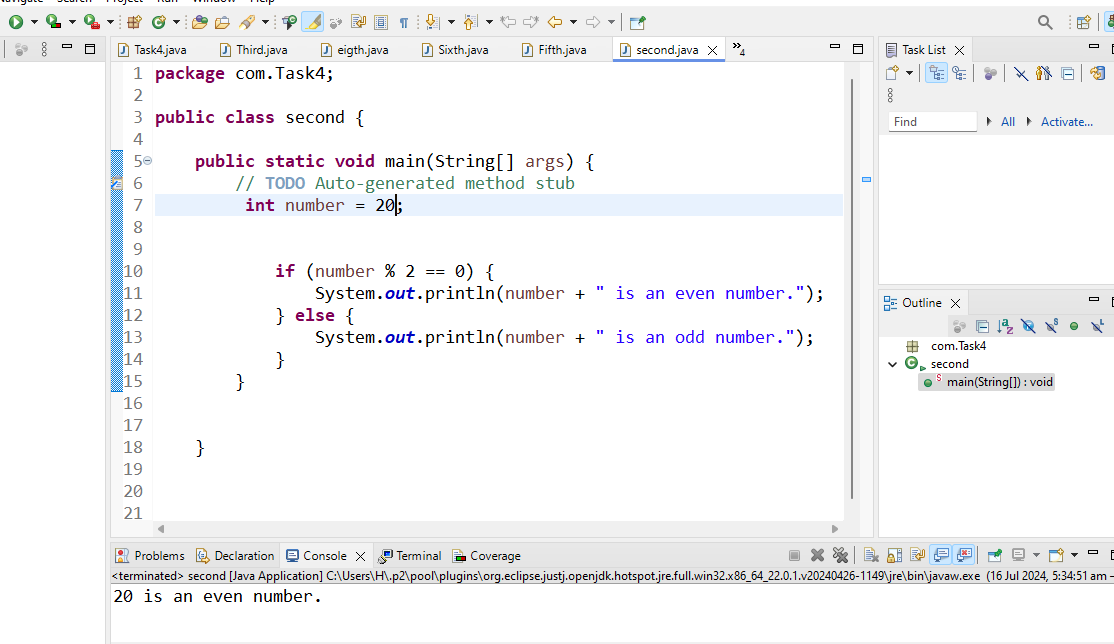 Navigate Search Project Run Window Help
Task4.java Third.java eigth.java Sixth.java Fifth.java second.java »4
1 package com.Task4;
2
3 public class second {
4
5 public static void main(String[] args) {
6 // TODO Auto-generated method stub
7 int number = 20;
8
9
10 if (number % 2 == 0) {
11 System.out.println(number + " is an even number.");
12 } else {
13 System.out.println(number + " is an odd number.");
14 }
15 }
16
17
18 }
19
20
21
Task List
Find All Activate...
Outline
com.Task4
second
main(String[]) : void
Problems Declaration Console Terminal Coverage
<terminated> second [Java Application] C:\Users\H\.p2\pool\plugins\org.eclipse.justj.openjdk.hotspot.jre.full.win32.x86_64_22.0.1.v20240426-1149\jre\bin\javaw.exe (16 Jul 2024, 5:34:51 am –
20 is an even number.